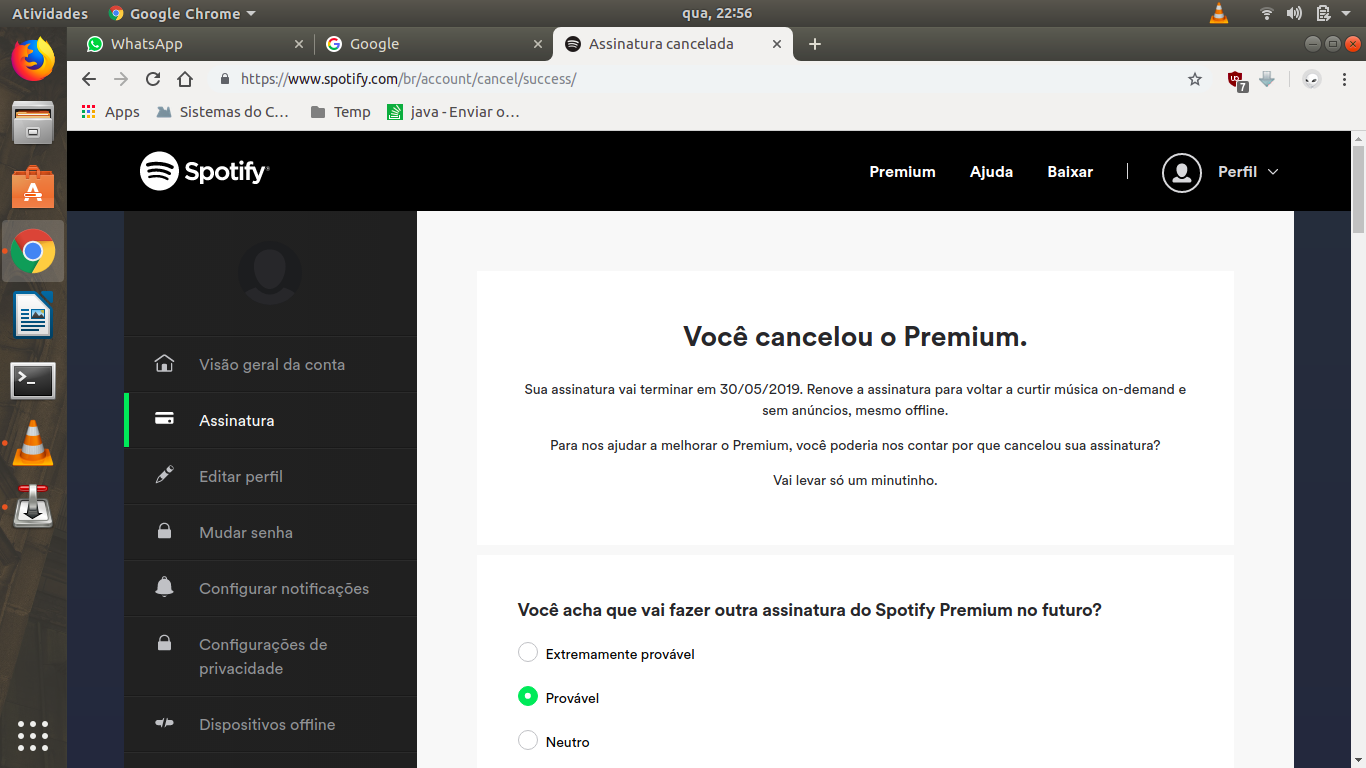 Atividades
Google Chrome
qua, 22:56
WhatsApp
Google
Assinatura cancelada
https://www.spotify.com/br/account/cancel/success/
7
Apps
Sistemas do C...
Temp
java - Enviar o...
Spotify
Premium
Ajuda
Baixar
Perfil
Visão geral da conta
Assinatura
Editar perfil
Mudar senha
Configurar notificações
Configurações de
privacidade
Dispositivos offline
Você cancelou o Premium.
Sua assinatura vai terminar em 30/05/2019. Renove a assinatura para voltar a curtir música on-demand e
sem anúncios, mesmo offline.
Para nos ajudar a melhorar o Premium, você poderia nos contar por que cancelou sua assinatura?
Vai levar só um minutinho.
Você acha que vai fazer outra assinatura do Spotify Premium no futuro?
Extremamente provável
Provável
Neutro